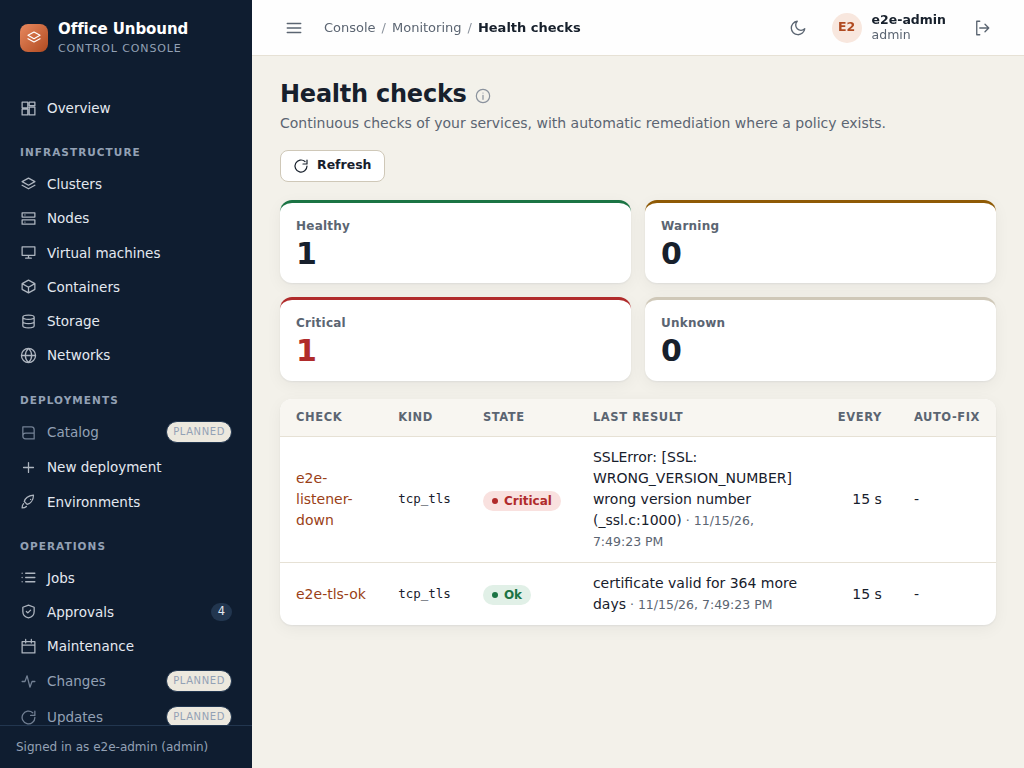 Office Unbound
CONTROL CONSOLE
Overview
INFRASTRUCTURE
Clusters
Nodes
Virtual machines
Containers
Storage
Networks
DEPLOYMENTS
Catalog PLANNED
New deployment
Environments
OPERATIONS
Jobs
Approvals 4
Maintenance
Changes PLANNED
Updates PLANNED
Signed in as e2e-admin (admin)
Console / Monitoring / Health checks
E2
e2e-admin
admin
Health checks
Continuous checks of your services, with automatic remediation where a policy exists.
Refresh
Healthy
1
Warning
0
Critical
1
Unknown
0
CHECK KIND STATE LAST RESULT EVERY AUTO-FIX
e2e-
listener-
down
tcp_tls
Critical
SSLError: [SSL:
WRONG_VERSION_NUMBER]
wrong version number
(_ssl.c:1000) · 11/15/26,
7:49:23 PM
15 s
-
e2e-tls-ok
tcp_tls
Ok
certificate valid for 364 more
days · 11/15/26, 7:49:23 PM
15 s
-